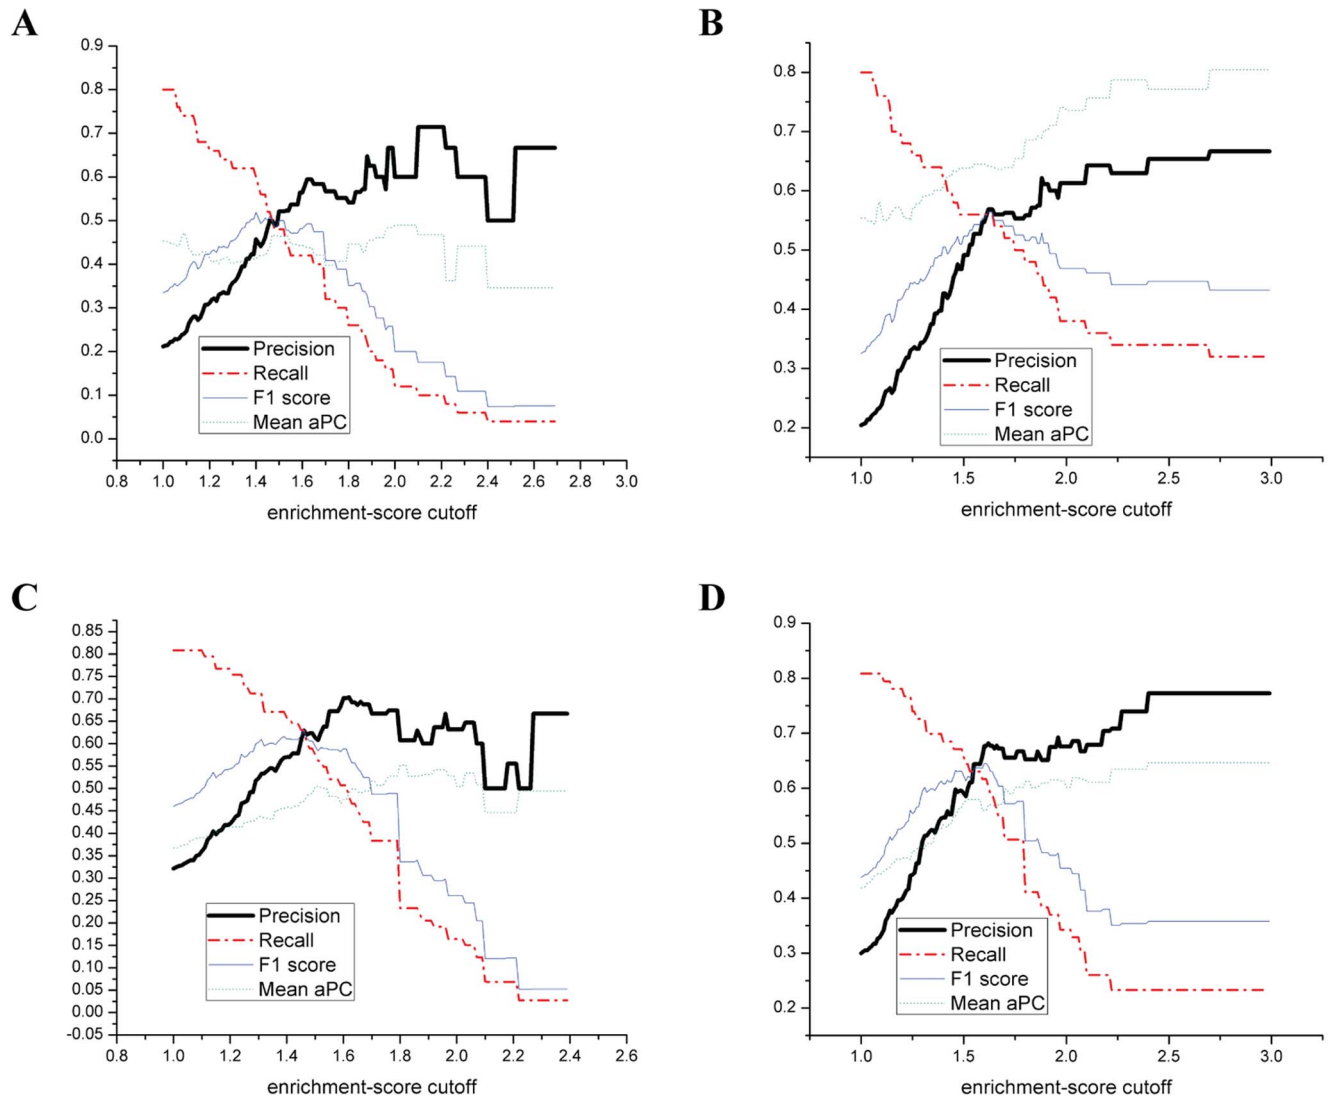 A
0.9
0.8
0.7
0.6
0.5
0.4
0.3
0.2
0.1
0.0
Precision
Recall
F1 score
Mean aPC
0.8 1.0 1.2 1.4 1.6 1.8 2.0 2.2 2.4 2.6 2.8 3.0
enrichment-score cutoff
B
0.8
0.7
0.6
0.5
0.4
0.3
0.2
Precision
Recall
F1 score
Mean aPC
1.0 1.5 2.0 2.5 3.0
enrichment-score cutoff
C
0.85
0.80
0.75
0.70
0.65
0.60
0.55
0.50
0.45
0.40
0.35
0.30
0.25
0.20
0.15
0.10
0.05
0.00
-0.05
Precision
Recall
F1 score
Mean aPC
0.8 1.0 1.2 1.4 1.6 1.8 2.0 2.2 2.4 2.6
enrichment-score cutoff
D
0.9
0.8
0.7
0.6
0.5
0.4
0.3
0.2
Precision
Recall
F1 score
Mean aPC
1.0 1.5 2.0 2.5 3.0
enrichment-score cutoff